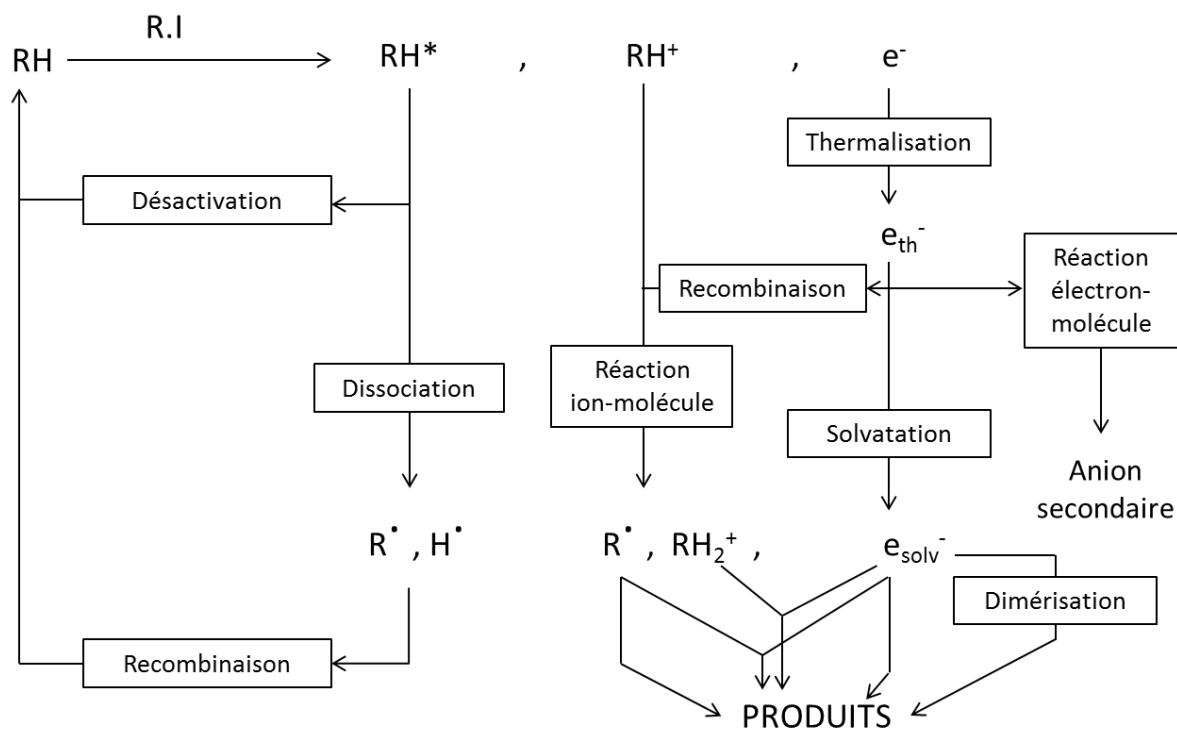 R.I
RH
RH*
,
RH⁺
,
e⁻
Thermalisation
Désactivation
eₜₕ⁻
Recombinaison
Réaction
électron-
molécule
Dissociation
Réaction
ion-molécule
Solvatation
Anion
secondaire
R• , H•
R• , RH₂⁺ ,
eₛₒₗᵥ⁻
Dimérisation
Recombinaison
PRODUITS